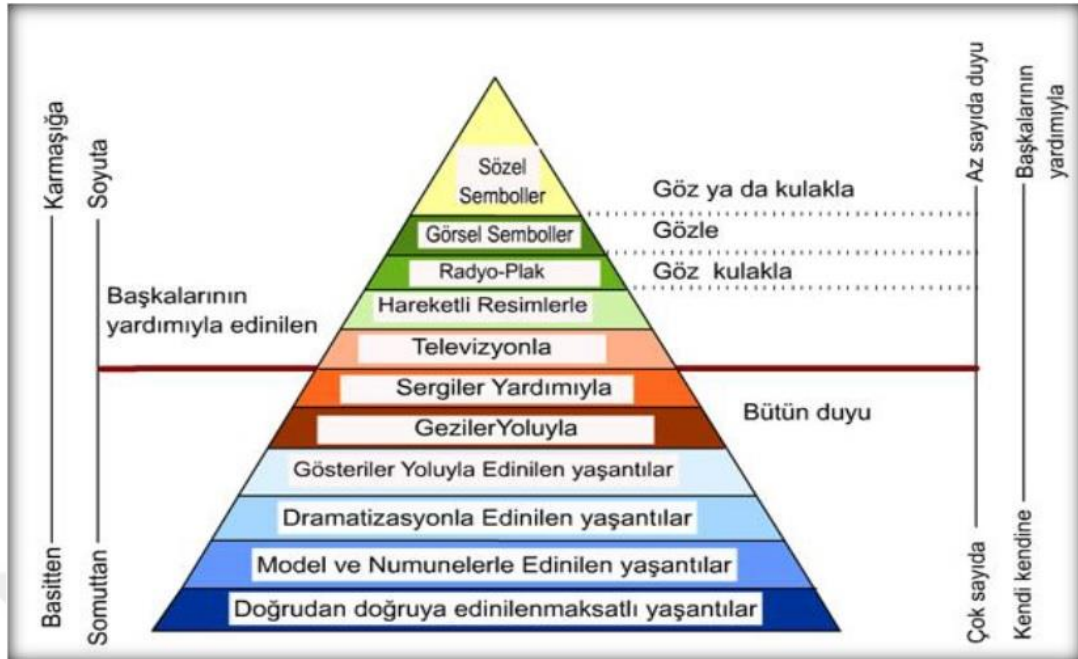 Karmaşığa
Soyuta
Basitten
Somuttan
Başkalarının
yardımıyla edinilen
Sözel
Semboller
Görsel Semboller
Radyo-Plak
Hareketli Resimlerle
Televizyonla
Sergiler Yardımıyla
GezilerYoluyla
Gösteriler Yoluyla Edinilen yaşantılar
Dramatizasyonla Edinilen yaşantılar
Model ve Numunelerle Edinilen yaşantılar
Doğrudan doğruya edinilenmaksatlı yaşantılar
Göz ya da kulakla
Gözle
Göz kulakla
Bütün duyu
Az sayıda duyu
Başkalarının
yardımıyla
Çok sayıda
Kendi kendine